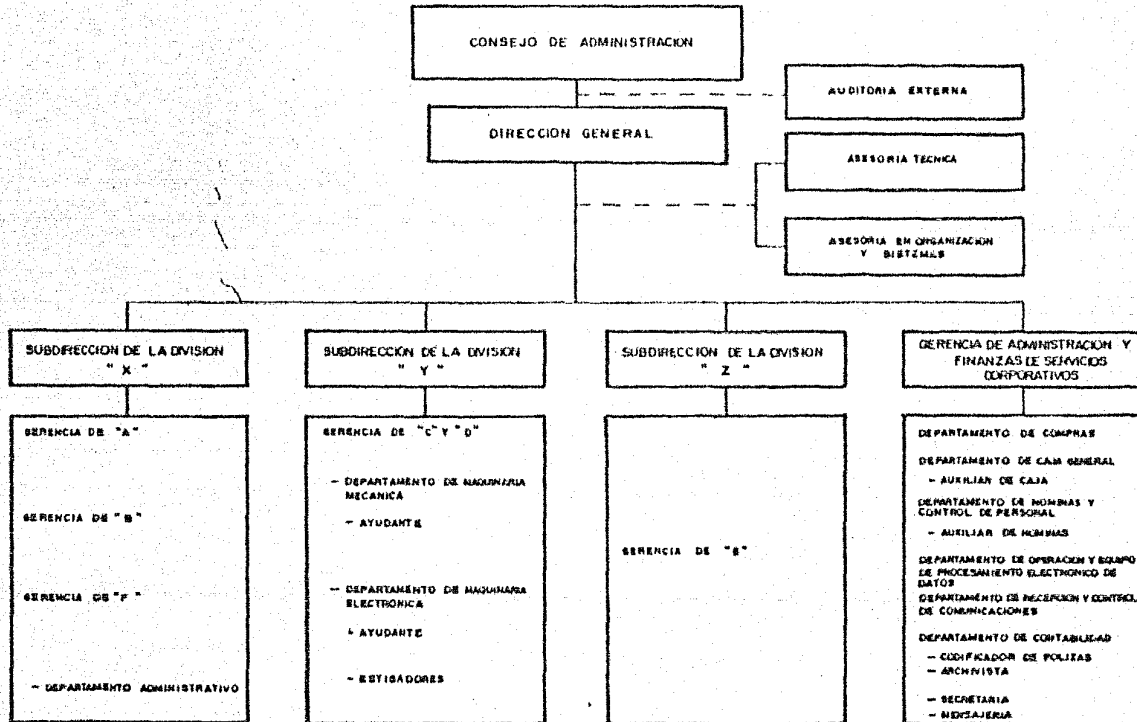 CONSEJO DE ADMINISTRACION
AUDITORIA EXTERNA
DIRECCION GENERAL
ASESORIA TECNICA
ASESORIA EN ORGANIZACION
Y SISTEMAS
SUBDIRECCION DE LA DIVISION
" X "
SUBDIRECCION DE LA DIVISION
" Y "
SUBDIRECCION DE LA DIVISION
" Z "
GERENCIA DE ADMINISTRACION Y
FINANZAS DE SERVICIOS
CORPORATIVOS
GERENCIA DE "A"
GERENCIA DE "B"
GERENCIA DE "F"
- DEPARTAMENTO ADMINISTRATIVO
GERENCIA DE "C" Y "D"
- DEPARTAMENTO DE MAQUINARIA
MECANICA
- AYUDANTE
- DEPARTAMENTO DE MAQUINARIA
ELECTRONICA
- AYUDANTE
- ESTIBADORES
GERENCIA DE
DEPARTAMENTO DE COMPRAS
DEPARTAMENTO DE CAJA GENERAL
- AUXILIAR DE CAJA
DEPARTAMENTO DE NOMINAS Y
CONTROL DE PERSONAL
- AUXILIAR DE NOMINAS
DEPARTAMENTO DE OPERACION Y EQUIPO
DE PROCESAMIENTO ELECTRONICO DE
DATOS
DEPARTAMENTO DE RECEPCION Y CONTROL
DE COMUNICACIONES
DEPARTAMENTO DE CONTABILIDAD
- CODIFICADOR DE POLIZAS
- ARCHIVISTA
- SECRETARIA
- MENSAJERIA